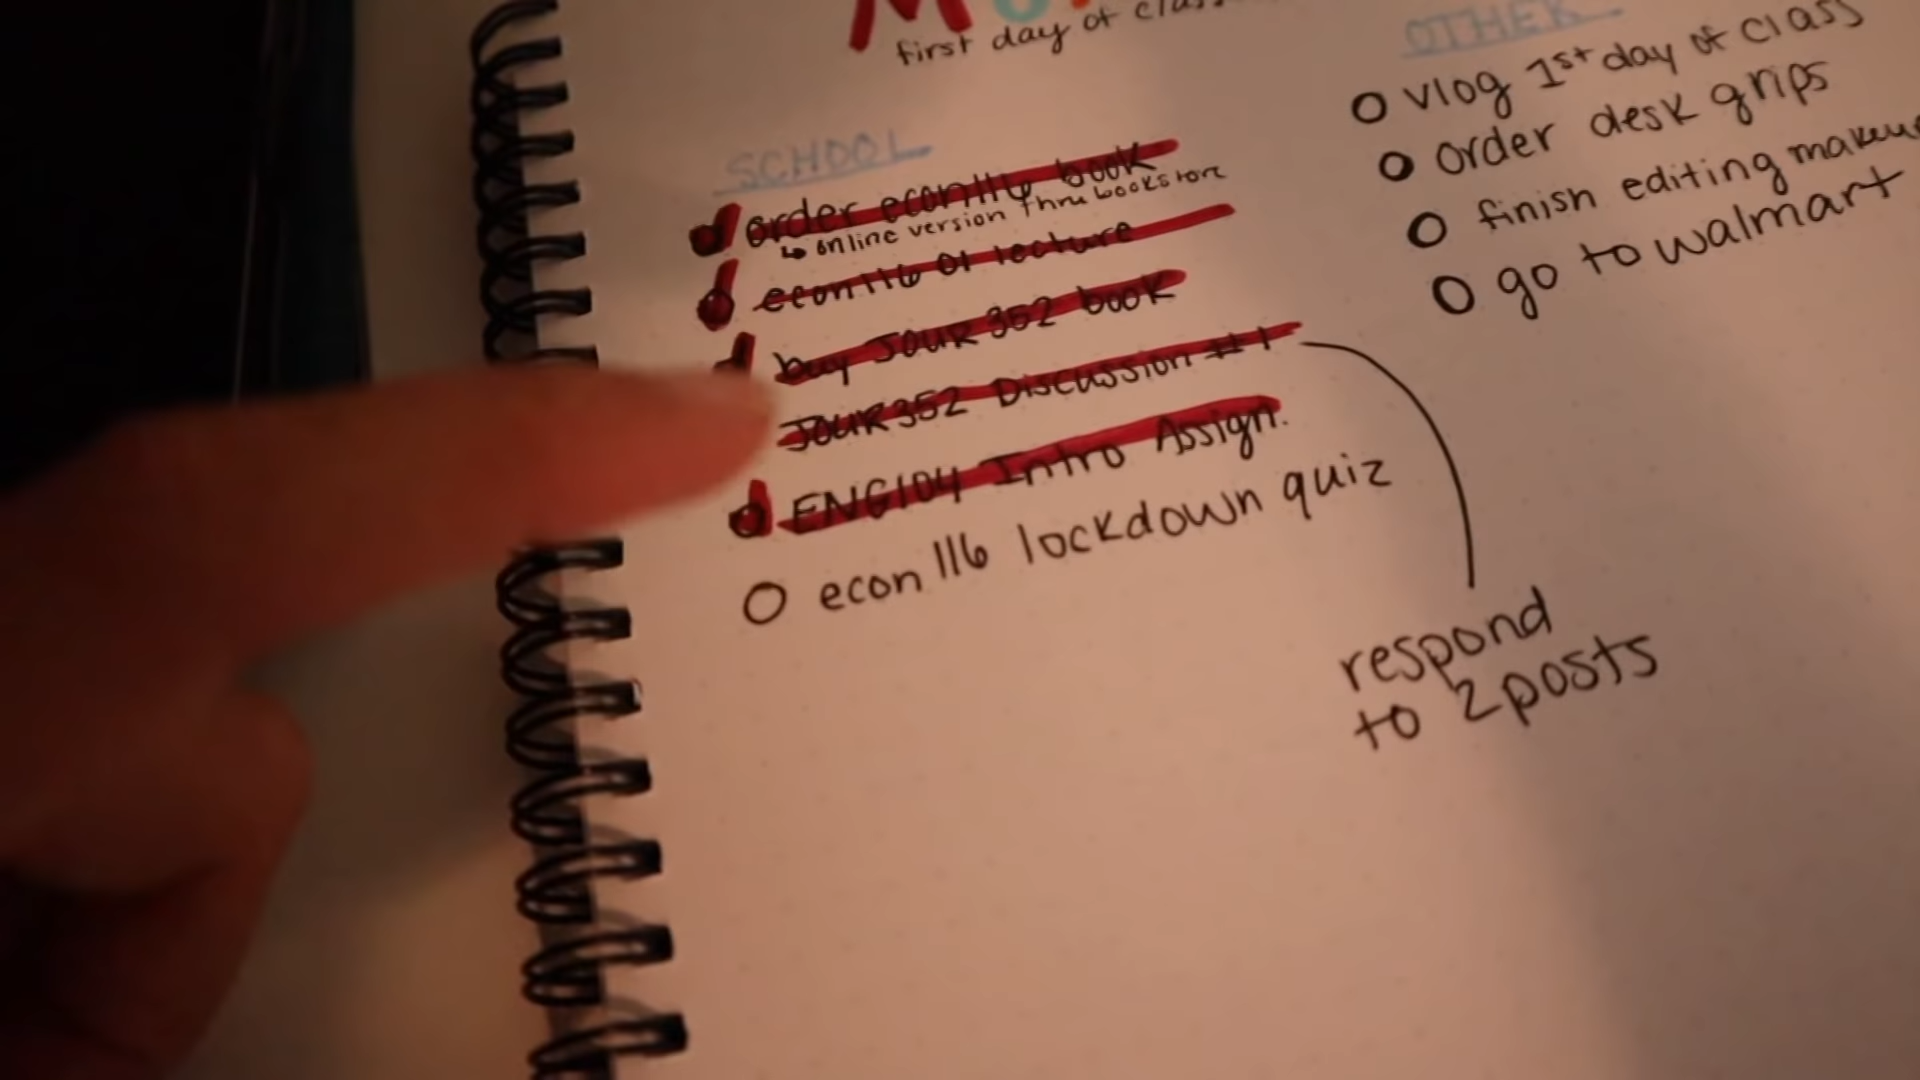 first day of class
SCHOOL
order econ116 book
↳ online version thru bookstore
econ116 01 lecture
buy JOUR 352 book
JOUR352 Discussion #1
ENG104 Intro Assign.
econ 116 lockdown quiz
respond
to 2 posts
OTHER
vlog 1st day of class
order desk grips
finish editing makeu
go to walmart